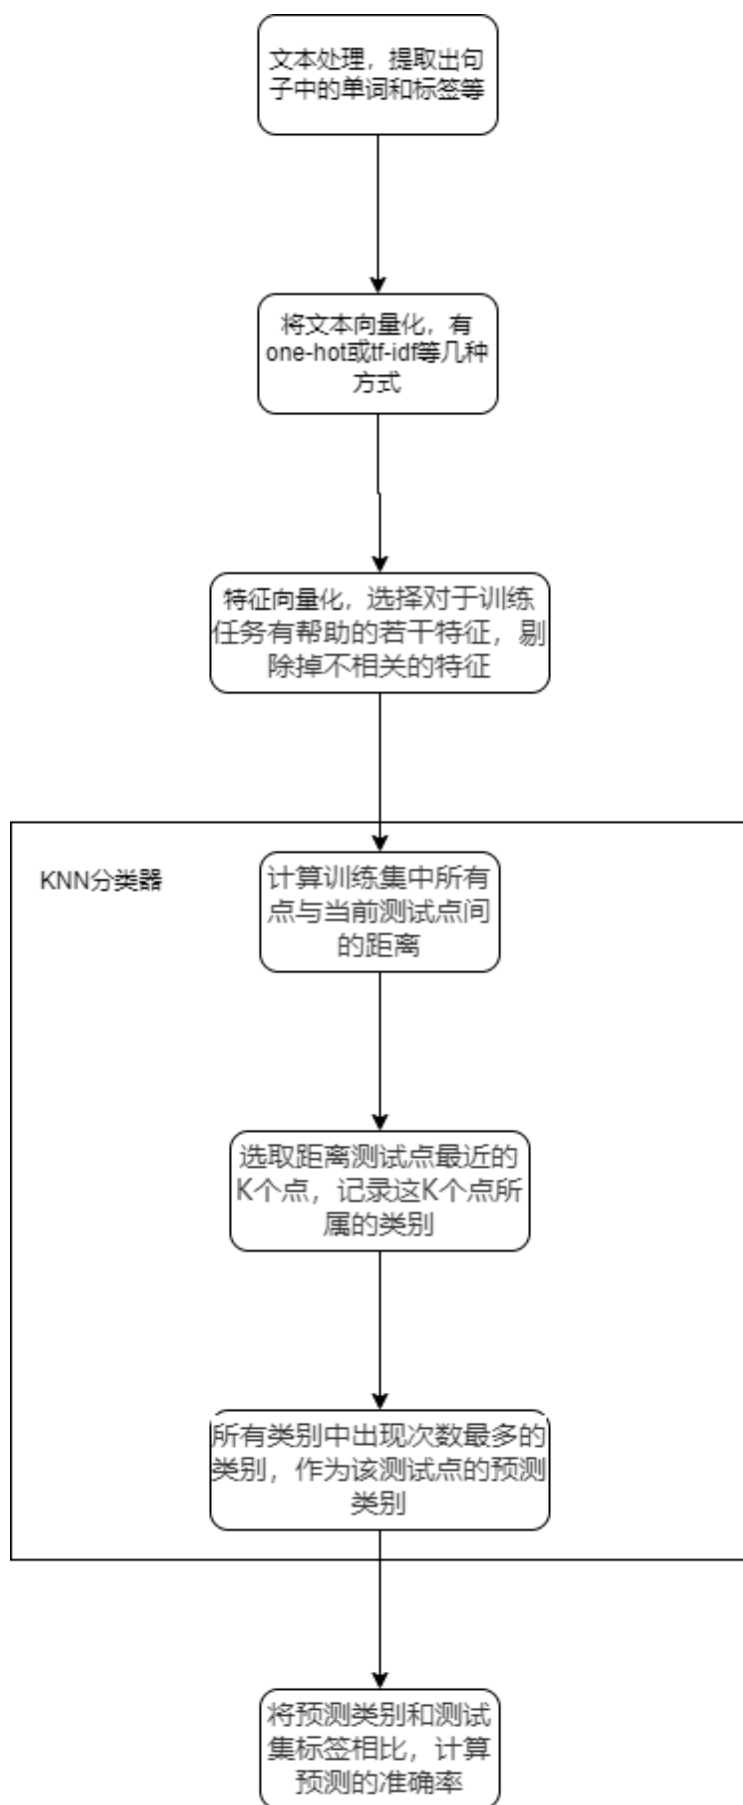 文本处理，提取出句
子中的单词和标签等
将文本向量化，有
one-hot或tf-idf等几种
方式
特征向量化，选择对于训练
任务有帮助的若干特征，剔
除掉不相关的特征
KNN分类器
计算训练集中所有
点与当前测试点间
的距离
选取距离测试点最近的
K个点，记录这K个点所
属的类别
所有类别中出现次数最多的
类别，作为该测试点的预测
类别
将预测类别和测试
集标签相比，计算
预测的准确率